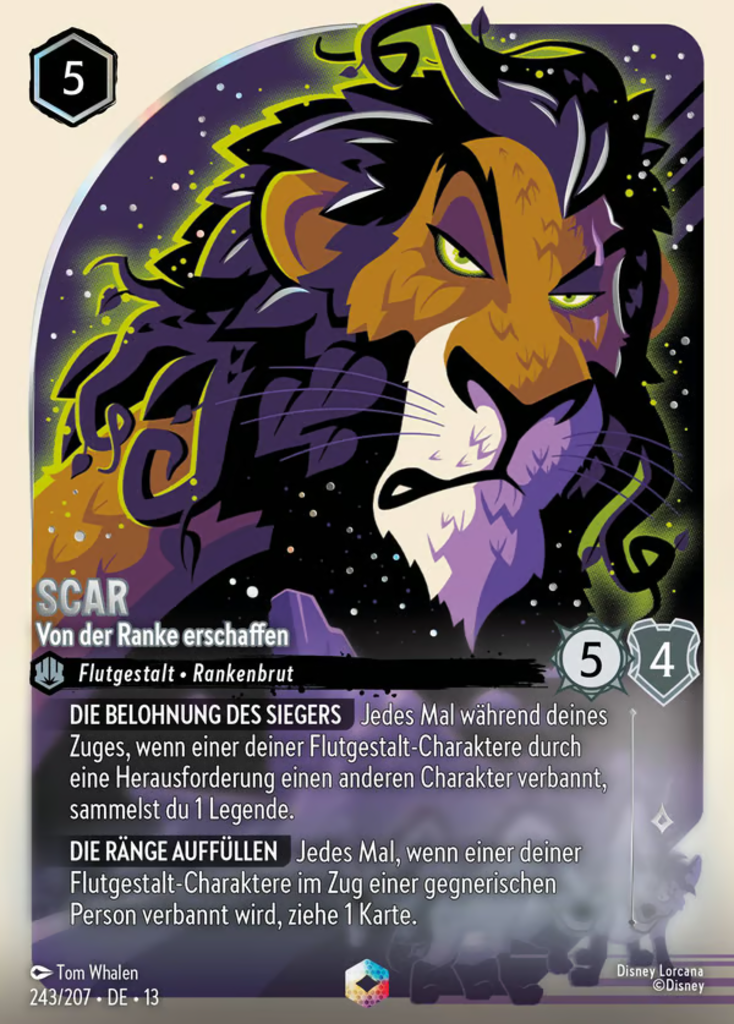 5
SCAR
Von der Ranke erschaffen
Flutgestalt • Rankenbrut
5 4
DIE BELOHNUNG DES SIEGERS Jedes Mal während deines
Zuges, wenn einer deiner Flutgestalt-Charaktere durch
eine Herausforderung einen anderen Charakter verbannt,
sammelst du 1 Legende.
DIE RÄNGE AUFFÜLLEN Jedes Mal, wenn einer deiner
Flutgestalt-Charaktere im Zug einer gegnerischen
Person verbannt wird, ziehe 1 Karte.
Tom Whalen
243/207 • DE • 13
Disney Lorcana
©Disney